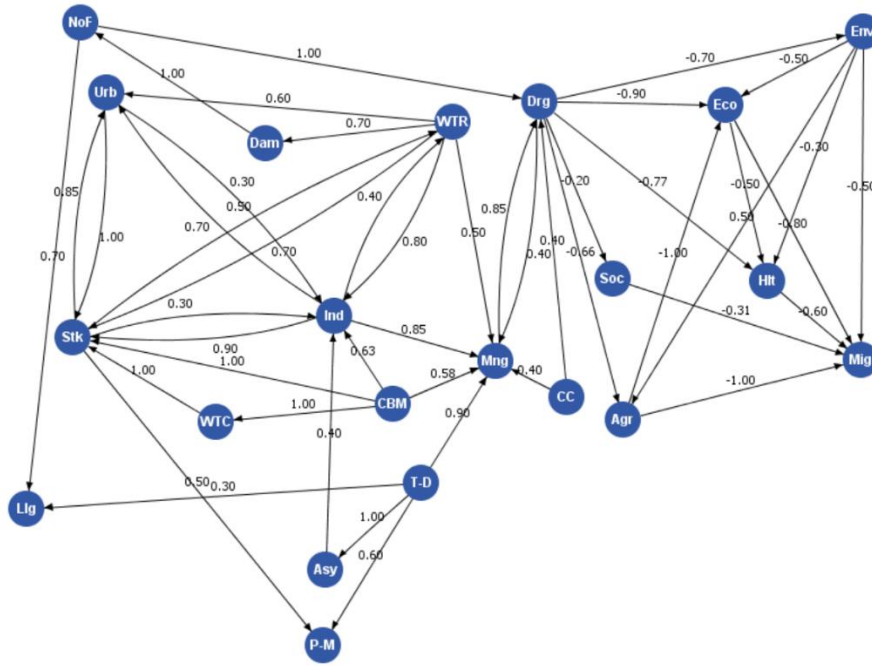 NoF
Env
1.00
-0.70
-0.50
1.00
Urb
0.60
Drg
-0.90
Eco
WTR
0.70
Dam
-0.30
0.85
0.30
0.40
-0.20
-0.77
-0.50
-0.50
0.50
0.85
0.50
-0.80
0.70
1.00
0.70
0.80
0.50
0.40
0.40
-0.66
-1.00
0.70
Soc
Hlt
0.30
Ind
-0.31
-0.60
Stk
0.85
0.90
0.63
Mng
Mig
1.00
1.00
0.58
0.40
-1.00
WTC
1.00
CBM
CC
Agr
0.90
0.40
0.50
0.30
T-D
Llg
1.00
0.60
Asy
P-M